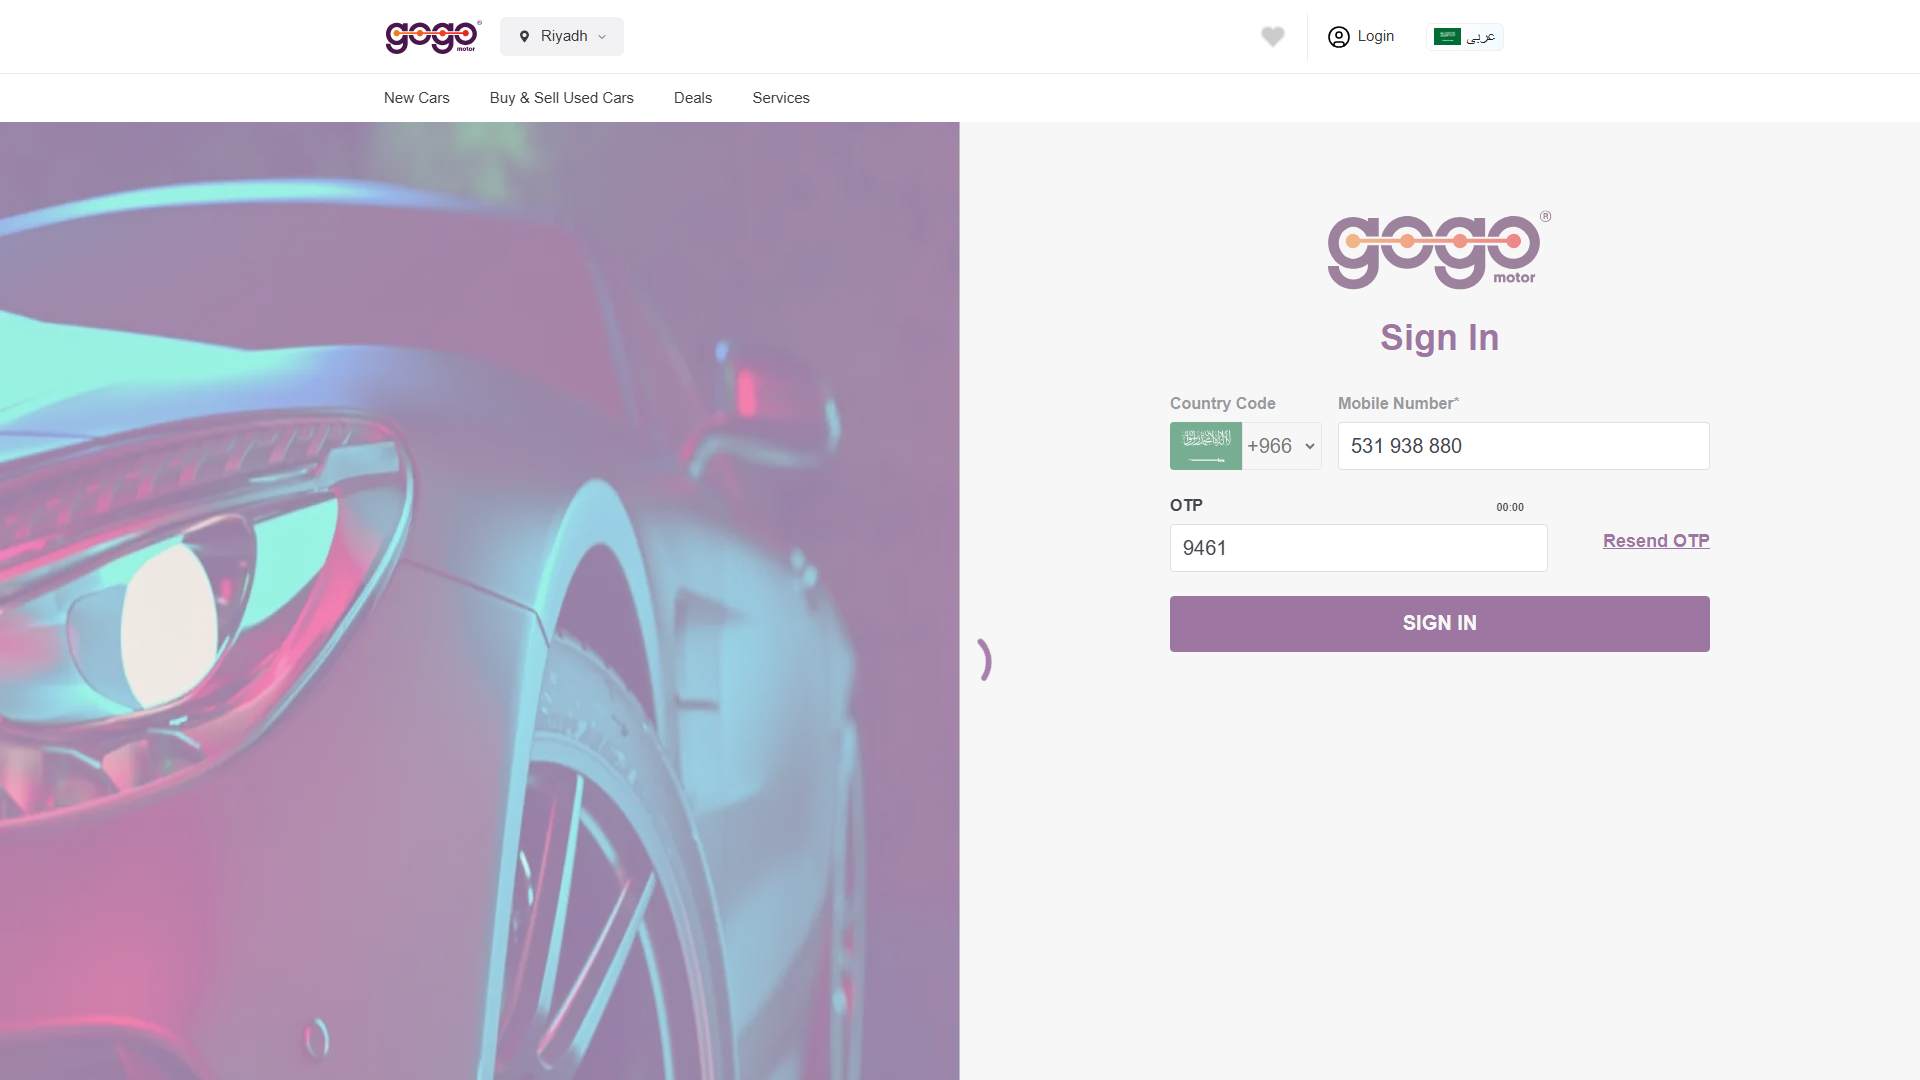 gogo motor ®
Riyadh
Login
عربي
New Cars
Buy & Sell Used Cars
Deals
Services
gogo motor ®
Sign In
Country Code
Mobile Number*
+966
531 938 880
OTP
00:00
9461
Resend OTP
SIGN IN